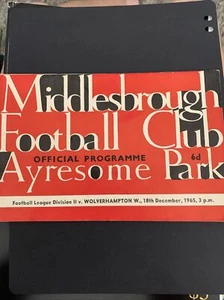 Middlesbrough
Football Club
OFFICIAL PROGRAMME 6d
Ayresome Park
Football League Division II v. WOLVERHAMPTON W., 18th December, 1965, 3 p.m.